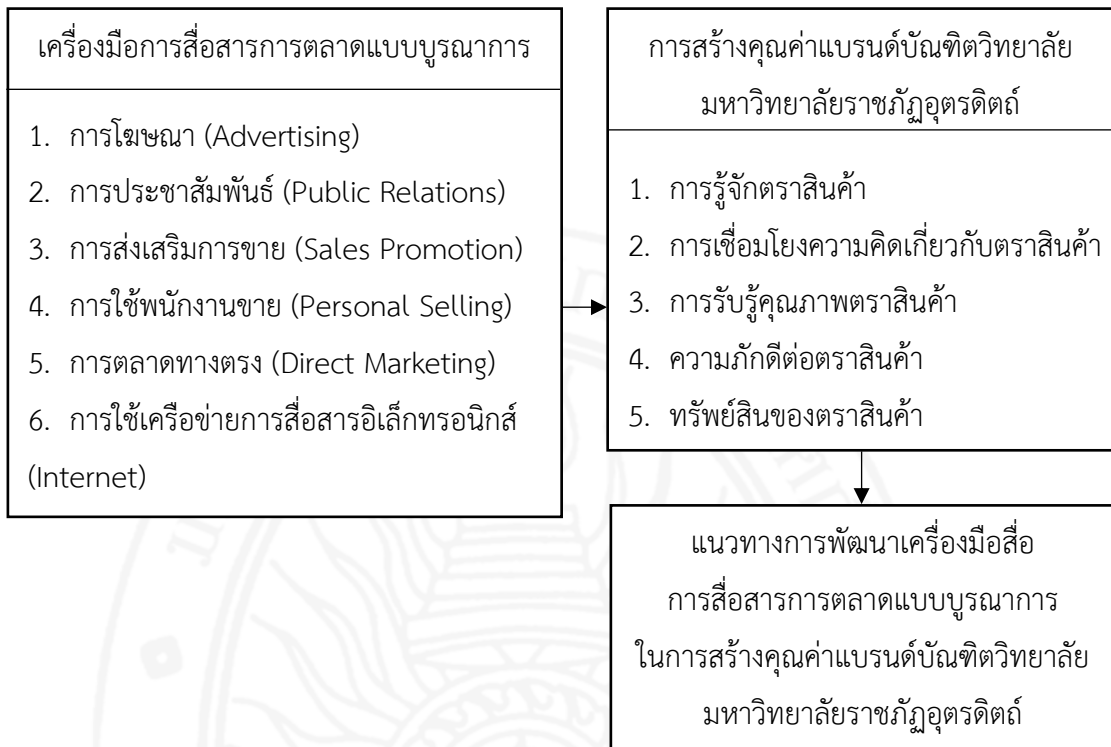 เครื่องมือการสื่อสารการตลาดแบบบูรณาการ
1. การโฆษณา (Advertising)
2. การประชาสัมพันธ์ (Public Relations)
3. การส่งเสริมการขาย (Sales Promotion)
4. การใช้พนักงานขาย (Personal Selling)
5. การตลาดทางตรง (Direct Marketing)
6. การใช้เครือข่ายการสื่อสารอิเล็กทรอนิกส์
(Internet)
การสร้างคุณค่าแบรนด์บัณฑิตวิทยาลัย
มหาวิทยาลัยราชภัฏอุตรดิตถ์
1. การรู้จักตราสินค้า
2. การเชื่อมโยงความคิดเกี่ยวกับตราสินค้า
3. การรับรู้คุณภาพตราสินค้า
4. ความภักดีต่อตราสินค้า
5. ทรัพย์สินของตราสินค้า
แนวทางการพัฒนาเครื่องมือสื่อ
การสื่อสารการตลาดแบบบูรณาการ
ในการสร้างคุณค่าแบรนด์บัณฑิตวิทยาลัย
มหาวิทยาลัยราชภัฏอุตรดิตถ์